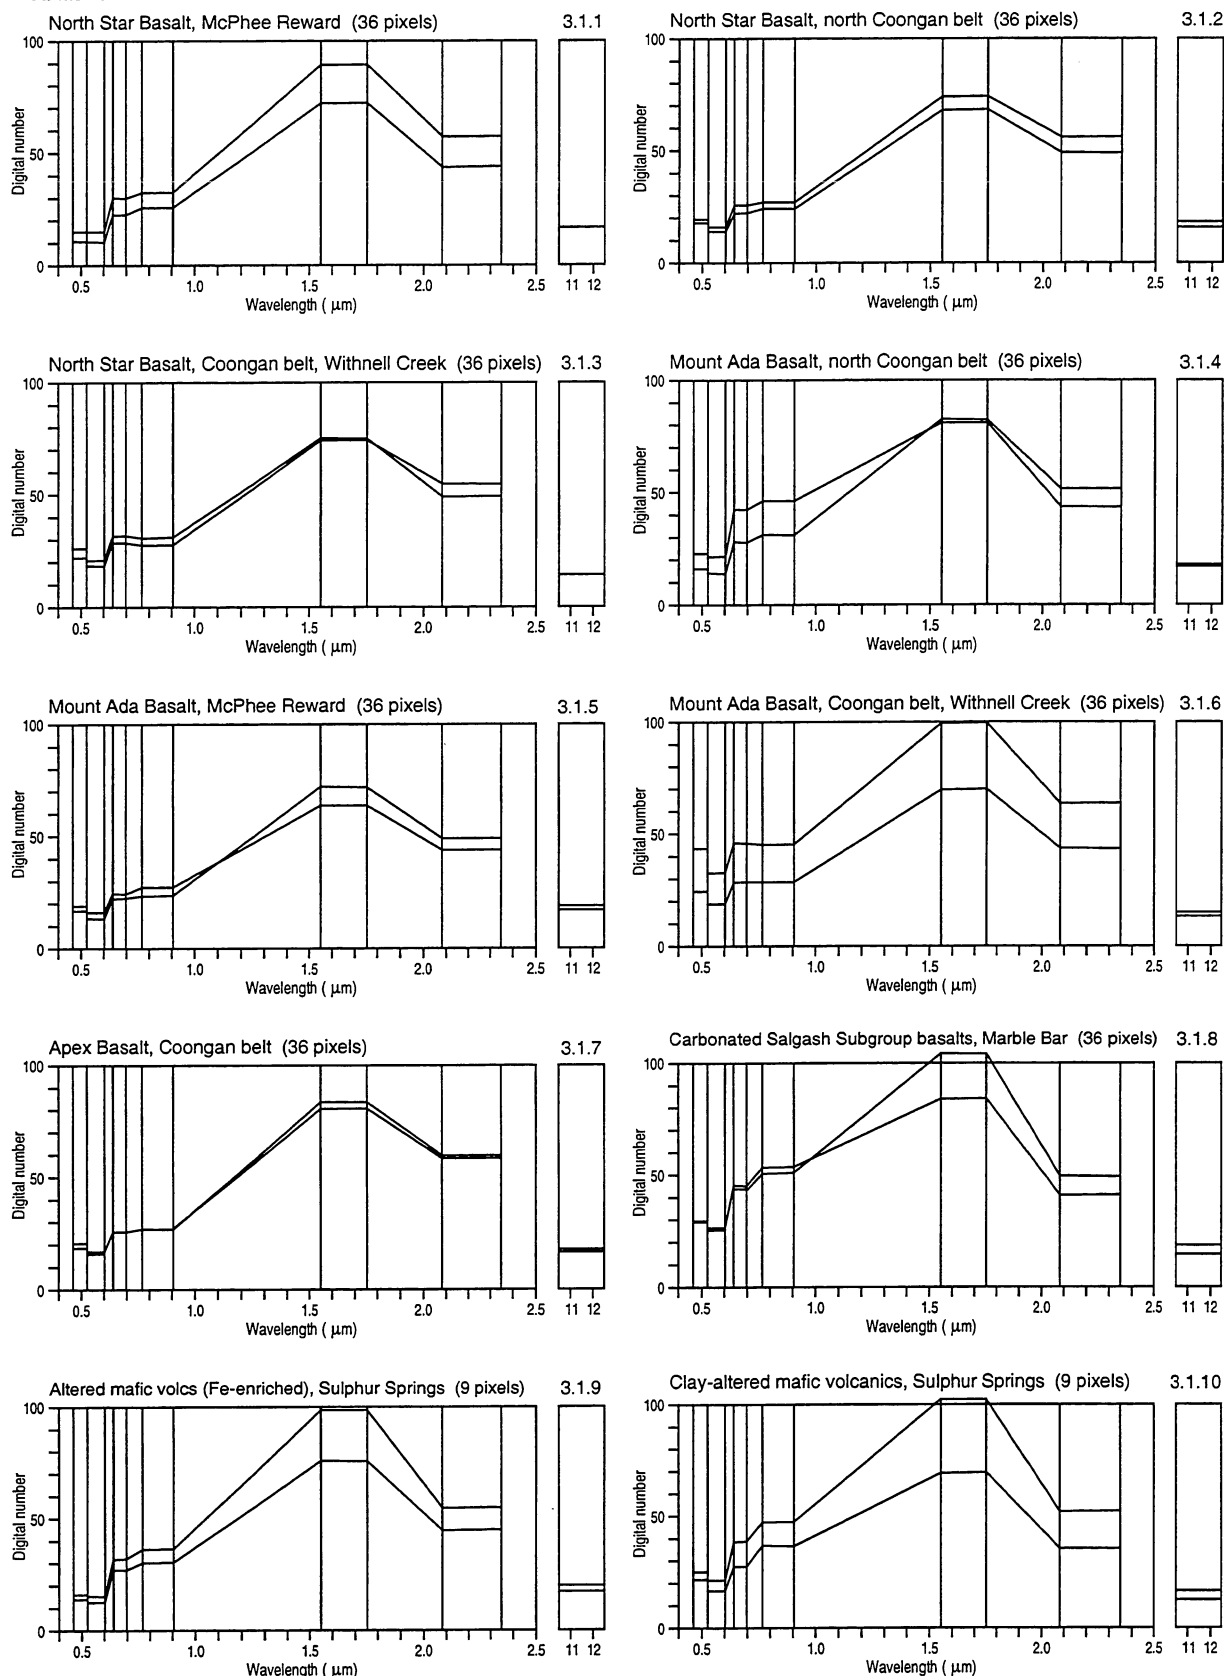 North Star Basalt, McPhee Reward (36 pixels) 3.1.1
100
50
0
Digital number
0.5 1.0 1.5 2.0 2.5 11 12
Wavelength ( μm)
North Star Basalt, north Coongan belt (36 pixels) 3.1.2
100
50
0
Digital number
0.5 1.0 1.5 2.0 2.5 11 12
Wavelength ( μm)
North Star Basalt, Coongan belt, Withnell Creek (36 pixels) 3.1.3
100
50
0
Digital number
0.5 1.0 1.5 2.0 2.5 11 12
Wavelength ( μm)
Mount Ada Basalt, north Coongan belt (36 pixels) 3.1.4
100
50
0
Digital number
0.5 1.0 1.5 2.0 2.5 11 12
Wavelength ( μm)
Mount Ada Basalt, McPhee Reward (36 pixels) 3.1.5
100
50
0
Digital number
0.5 1.0 1.5 2.0 2.5 11 12
Wavelength ( μm)
Mount Ada Basalt, Coongan belt, Withnell Creek (36 pixels) 3.1.6
100
50
0
Digital number
0.5 1.0 1.5 2.0 2.5 11 12
Wavelength ( μm)
Apex Basalt, Coongan belt (36 pixels) 3.1.7
100
50
0
Digital number
0.5 1.0 1.5 2.0 2.5 11 12
Wavelength ( μm)
Carbonated Salgash Subgroup basalts, Marble Bar (36 pixels) 3.1.8
100
50
0
Digital number
0.5 1.0 1.5 2.0 2.5 11 12
Wavelength ( μm)
Altered mafic volcs (Fe-enriched), Sulphur Springs (9 pixels) 3.1.9
100
50
0
Digital number
0.5 1.0 1.5 2.0 2.5 11 12
Wavelength ( μm)
Clay-altered mafic volcanics, Sulphur Springs (9 pixels) 3.1.10
100
50
0
Digital number
0.5 1.0 1.5 2.0 2.5 11 12
Wavelength ( μm)